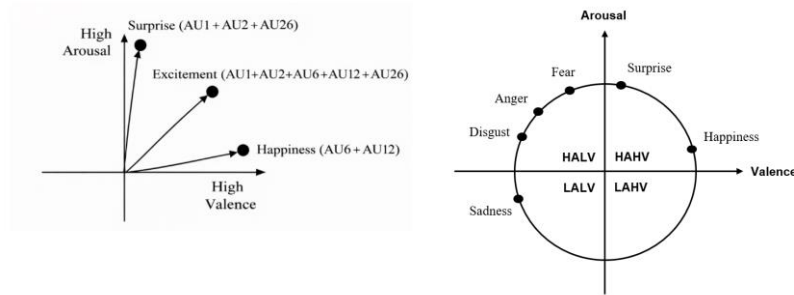 Surprise (AU1 + AU2 + AU26)
High
Arousal
Excitement (AU1+AU2+AU6+AU12+AU26)
Happiness (AU6 + AU12)
High
Valence
Arousal
Fear
Surprise
Anger
Disgust
Happiness
HALV HAHV
Valence
LALV LAHV
Sadness